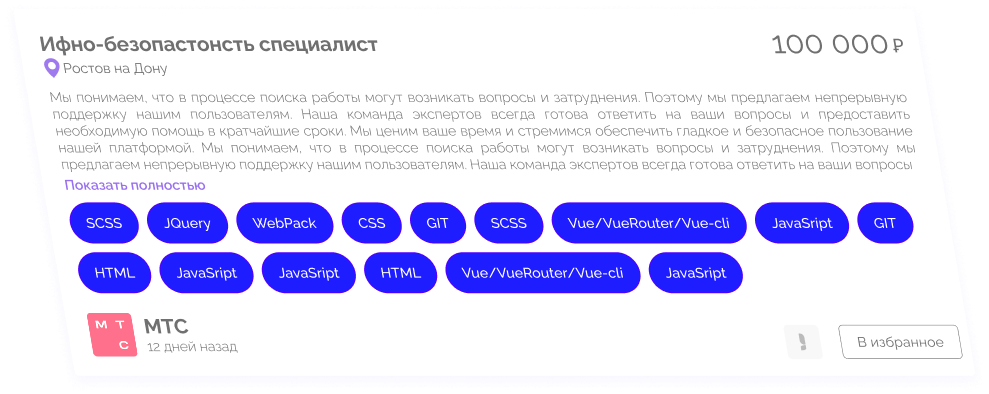 Ифно-безопастонсть специалист
100 000 ₽
Ростов на Дону
Мы понимаем, что в процессе поиска работы могут возникать вопросы и затруднения. Поэтому мы предлагаем непрерывную
поддержку нашим пользователям. Наша команда экспертов всегда готова ответить на ваши вопросы и предоставить
необходимую помощь в кратчайшие сроки. Мы ценим ваше время и стремимся обеспечить гладкое и безопасное пользование
нашей платформой. Мы понимаем, что в процессе поиска работы могут возникать вопросы и затруднения. Поэтому мы
предлагаем непрерывную поддержку нашим пользователям. Наша команда экспертов всегда готова ответить на ваши вопросы
Показать полностью
SCSS JQuery WebPack CSS GIT SCSS Vue/VueRouter/Vue-cli JavaSript GIT
HTML JavaSript JavaSript HTML Vue/VueRouter/Vue-cli JavaSript
М Т
С
МТС
12 дней назад
!
В избранное